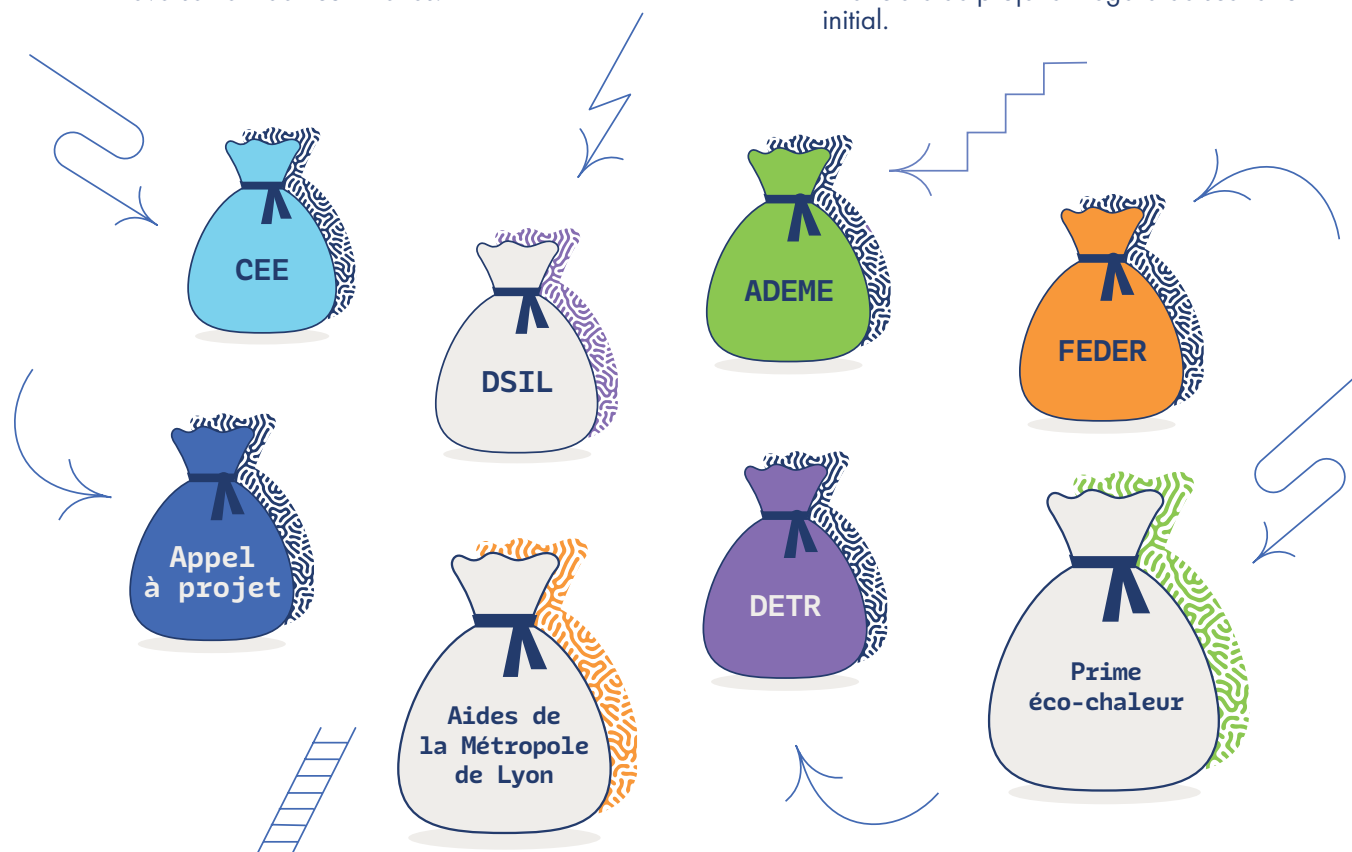 initial.
CEE
DSIL
ADEME
FEDER
Appel
à projet
DETR
Aides de
la Métropole
de Lyon
Prime
éco-chaleur